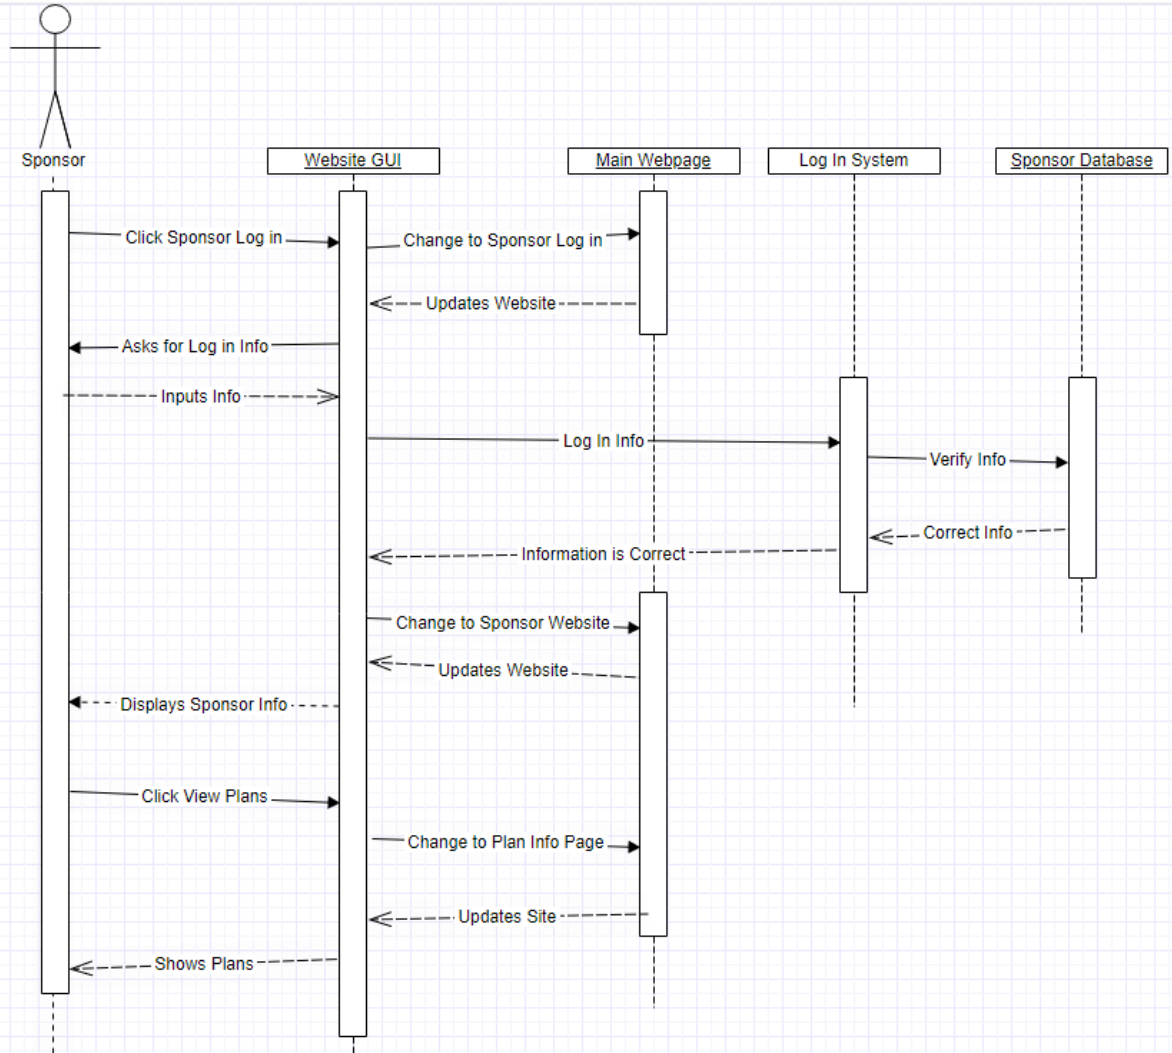 Sponsor
Website GUI
Main Webpage
Log In System
Sponsor Database
Click Sponsor Log in
Change to Sponsor Log in
Updates Website
Asks for Log in Info
Inputs Info
Log In Info
Verify Info
Correct Info
Information is Correct
Change to Sponsor Website
Updates Website
Displays Sponsor Info
Click View Plans
Change to Plan Info Page
Updates Site
Shows Plans